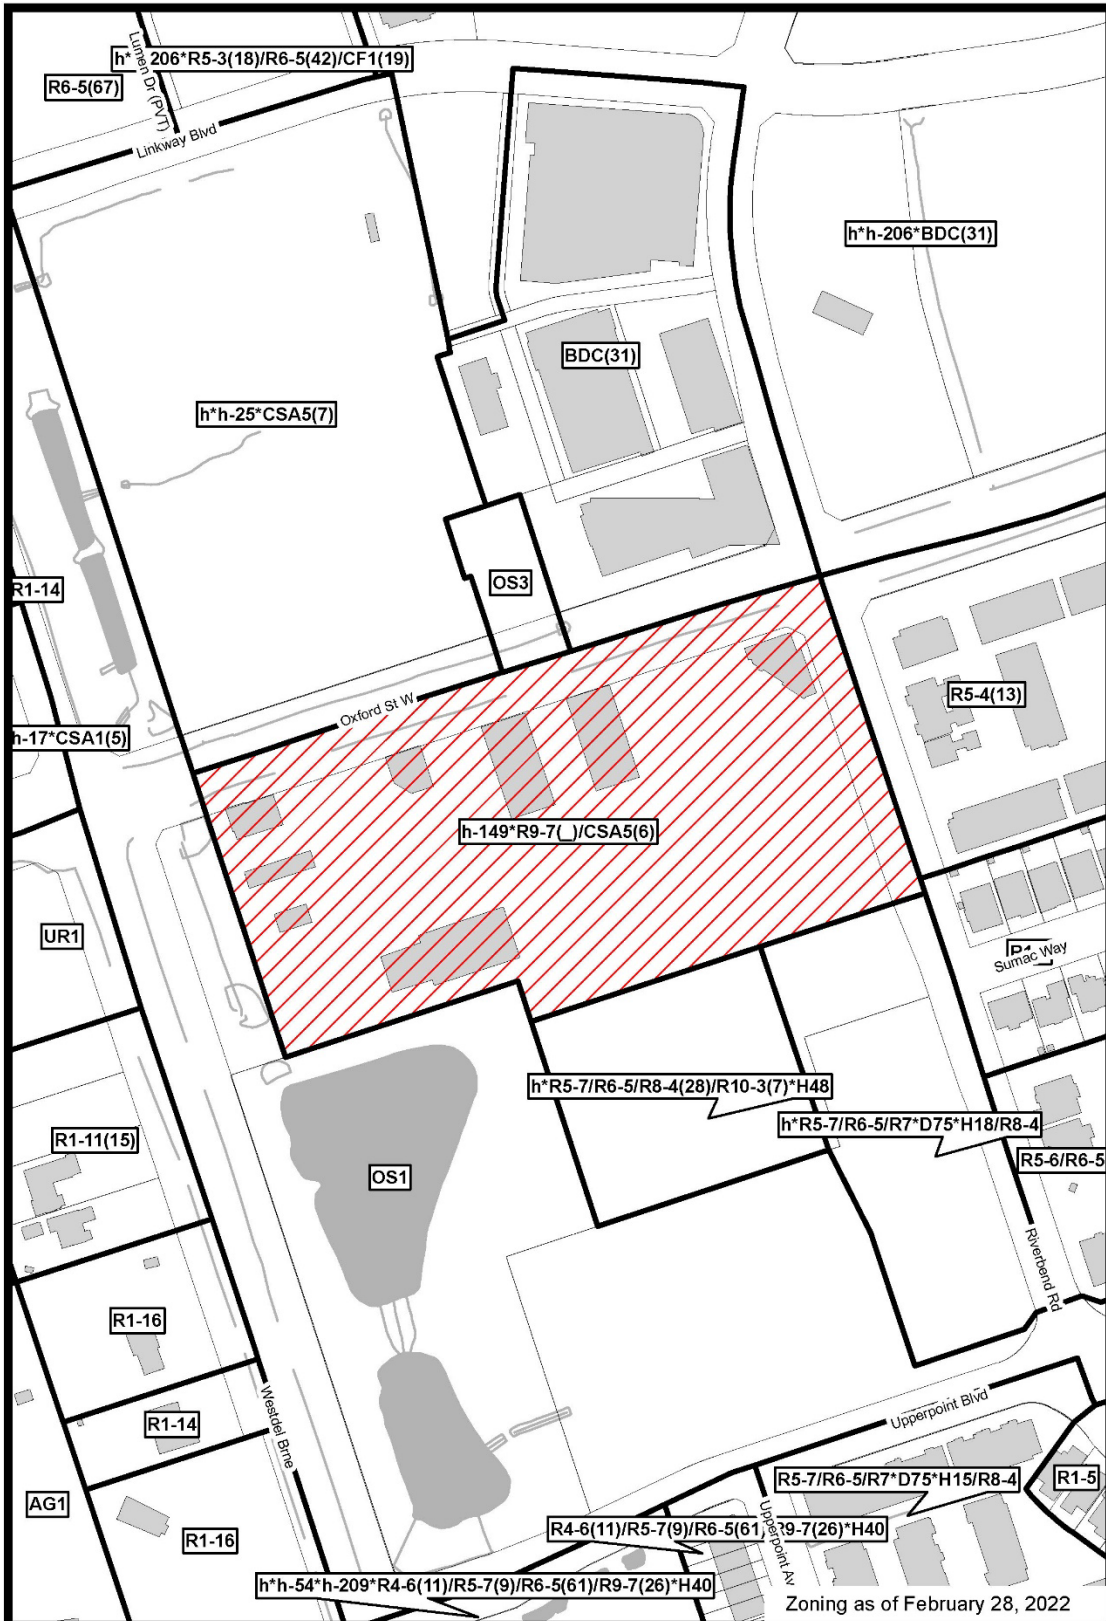 h* 206*R5-3(18)/R6-5(42)/CF1(19)
R6-5(67)
Lumen Dr (PVT)
Linkway Blvd
h*h-206*BDC(31)
BDC(31)
h*h-25*CSA5(7)
R1-14
OS3
R5-4(13)
Oxford St W
h-17*CSA1(5)
h-149*R9-7(_)/CSA5(6)
UR1
Sumac Way
h*R5-7/R6-5/R8-4(28)/R10-3(7)*H48
h*R5-7/R6-5/R7*D75*H18/R8-4
R1-11(15)
R5-6/R6-5
OS1
Riverbend Rd
R1-16
Westdel Brne
R1-14
Upperpoint Blvd
R5-7/R6-5/R7*D75*H15/R8-4
R1-5
AG1
R1-16
R4-6(11)/R5-7(9)/R6-5(61) R9-7(26)*H40
Upperpoint Av
h*h-54*h-209*R4-6(11)/R5-7(9)/R6-5(61)/R9-7(26)*H40
Zoning as of February 28, 2022